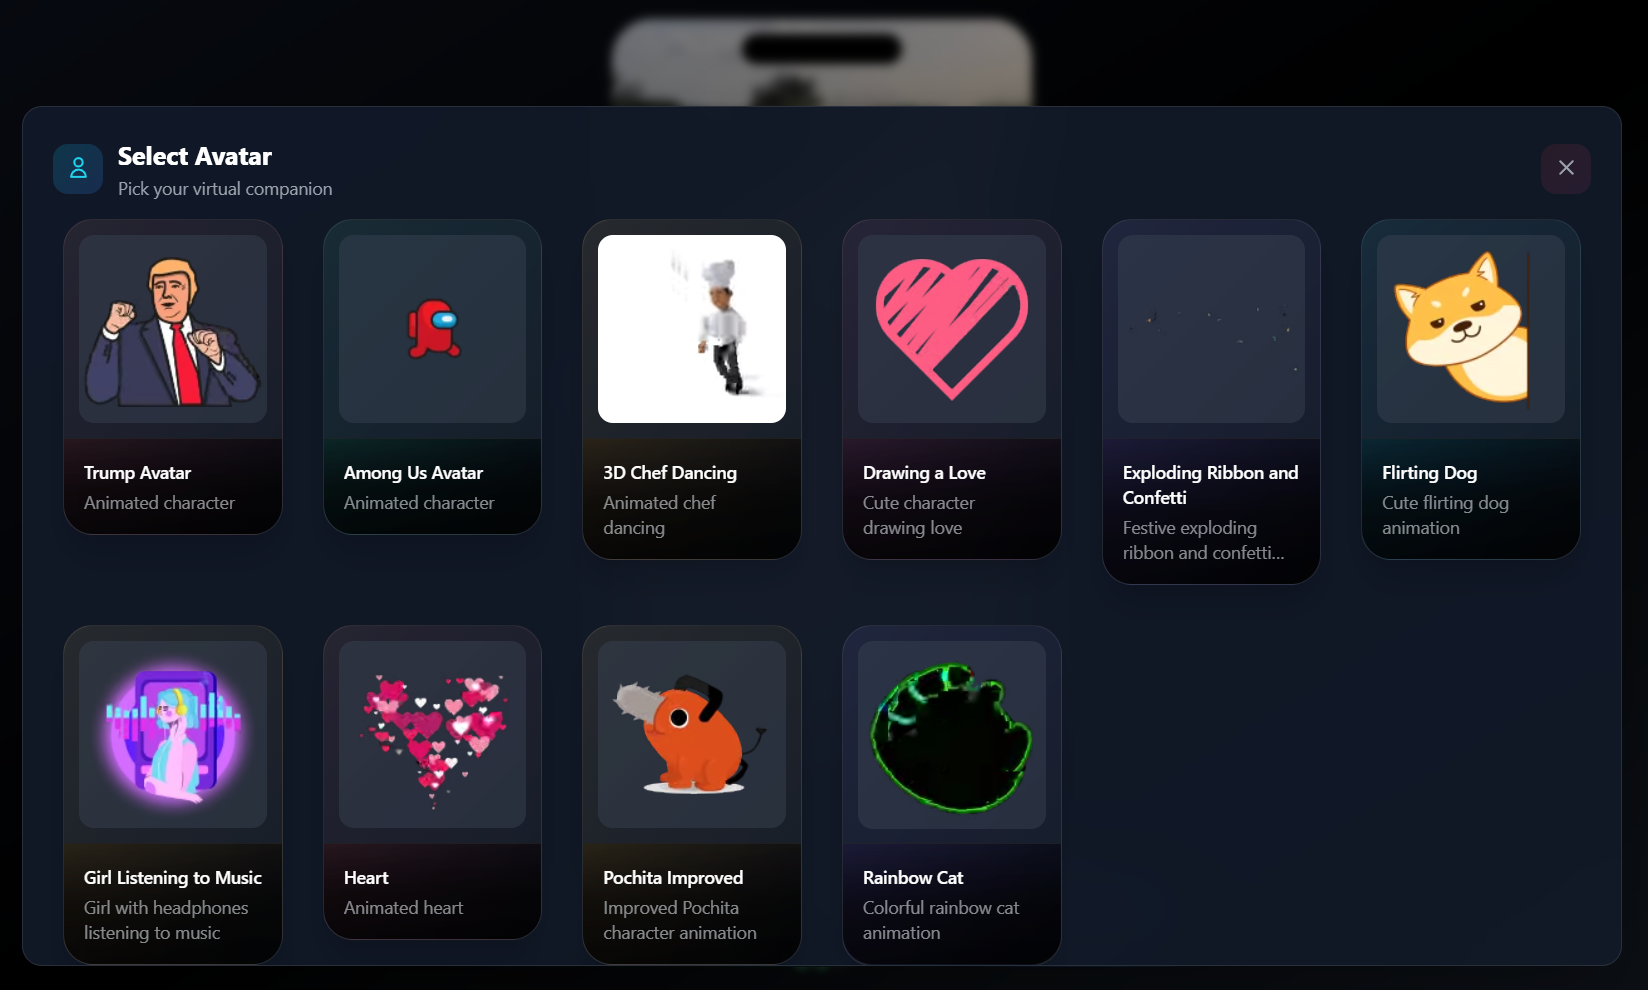 Select Avatar
Pick your virtual companion
Trump Avatar
Animated character
Among Us Avatar
Animated character
3D Chef Dancing
Animated chef
dancing
Drawing a Love
Cute character
drawing love
Exploding Ribbon and
Confetti
Festive exploding
ribbon and confetti...
Flirting Dog
Cute flirting dog
animation
Girl Listening to Music
Girl with headphones
listening to music
Heart
Animated heart
Pochita Improved
Improved Pochita
character animation
Rainbow Cat
Colorful rainbow cat
animation